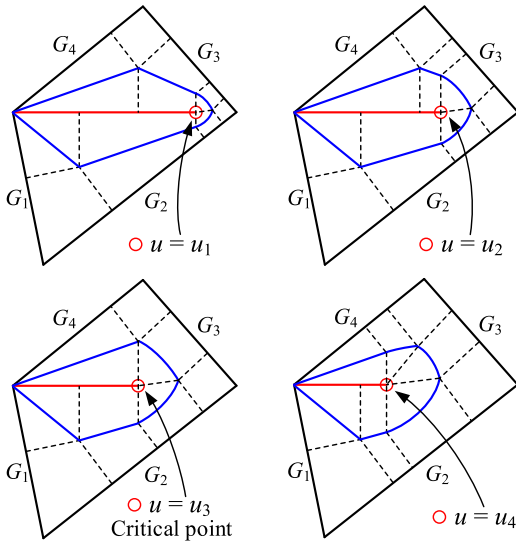 G₄
G₃
G₁
G₂
u = u₁
G₄
G₃
G₁
G₂
u = u₂
G₄
G₃
G₁
G₂
u = u₃
Critical point
G₄
G₃
G₁
G₂
u = u₄